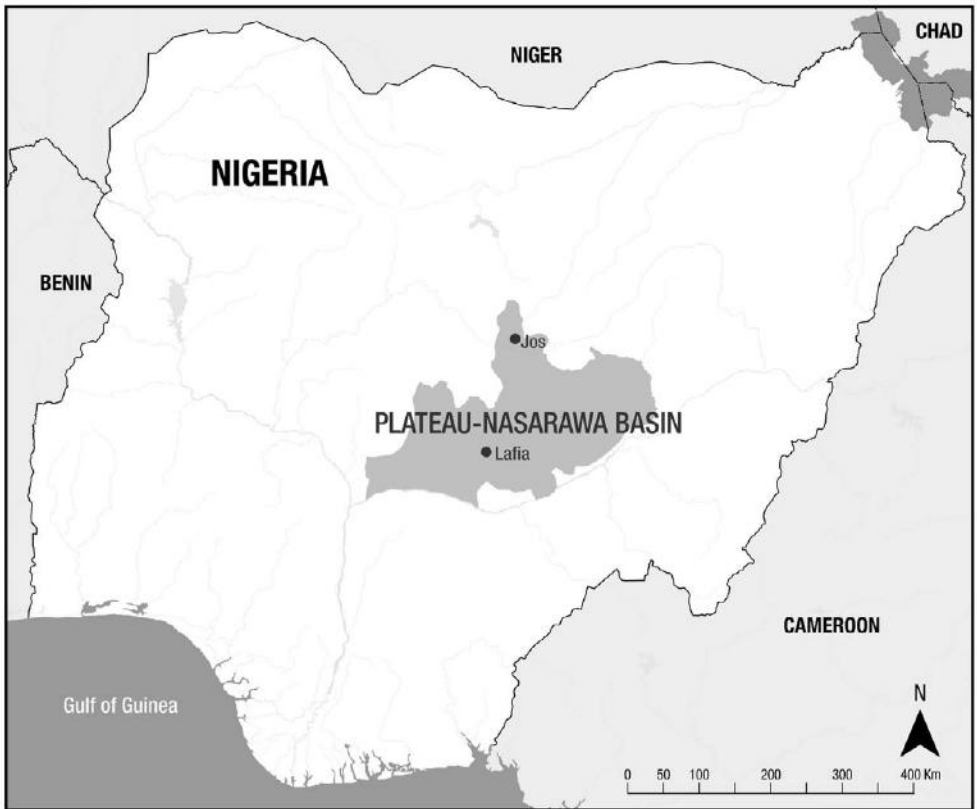 CHAD
NIGER
NIGERIA
BENIN
Jos
PLATEAU-NASARAWA BASIN
Lafia
CAMEROON
Gulf of Guinea
N
0 50 100 200 300 400 Km